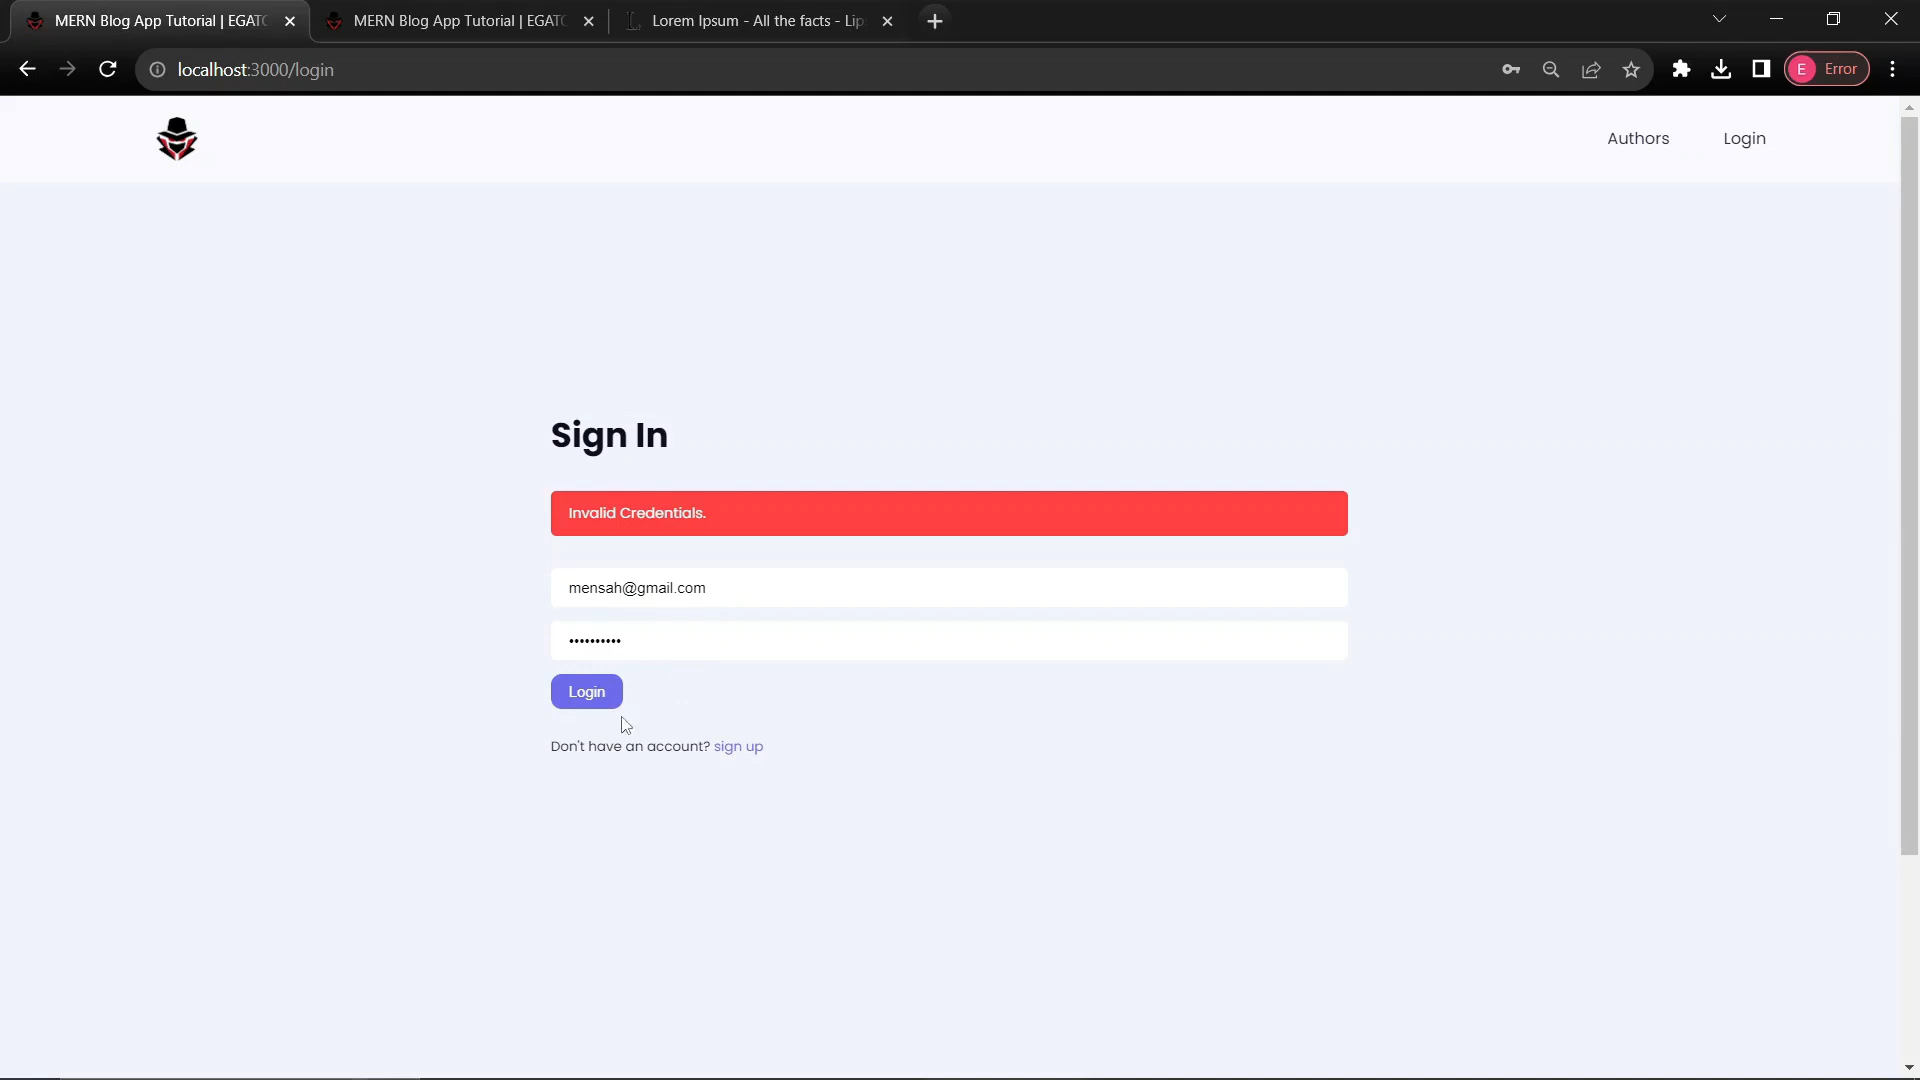 MERN Blog App Tutorial | EGATO
MERN Blog App Tutorial | EGATO
Lorem Ipsum - All the facts - Lip
localhost:3000/login
E Error
Authors
Login
Sign In
Invalid Credentials.
mensah@gmail.com
••••••••••
Login
Don't have an account? sign up